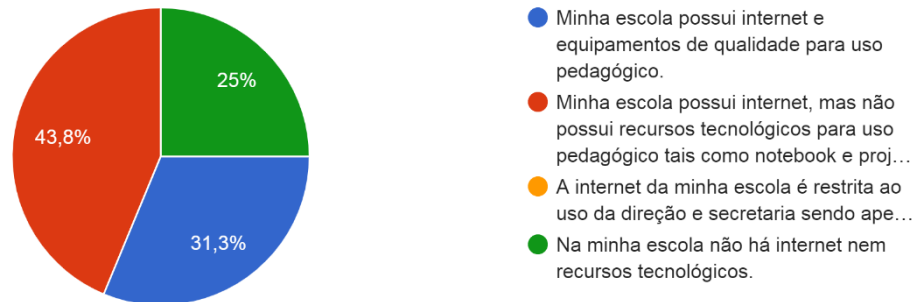 25%
43,8%
31,3%
Minha escola possui internet e
equipamentos de qualidade para uso
pedagógico.
Minha escola possui internet, mas não
possui recursos tecnológicos para uso
pedagógico tais como notebook e proj…
A internet da minha escola é restrita ao
uso da direção e secretaria sendo ape…
Na minha escola não há internet nem
recursos tecnológicos.